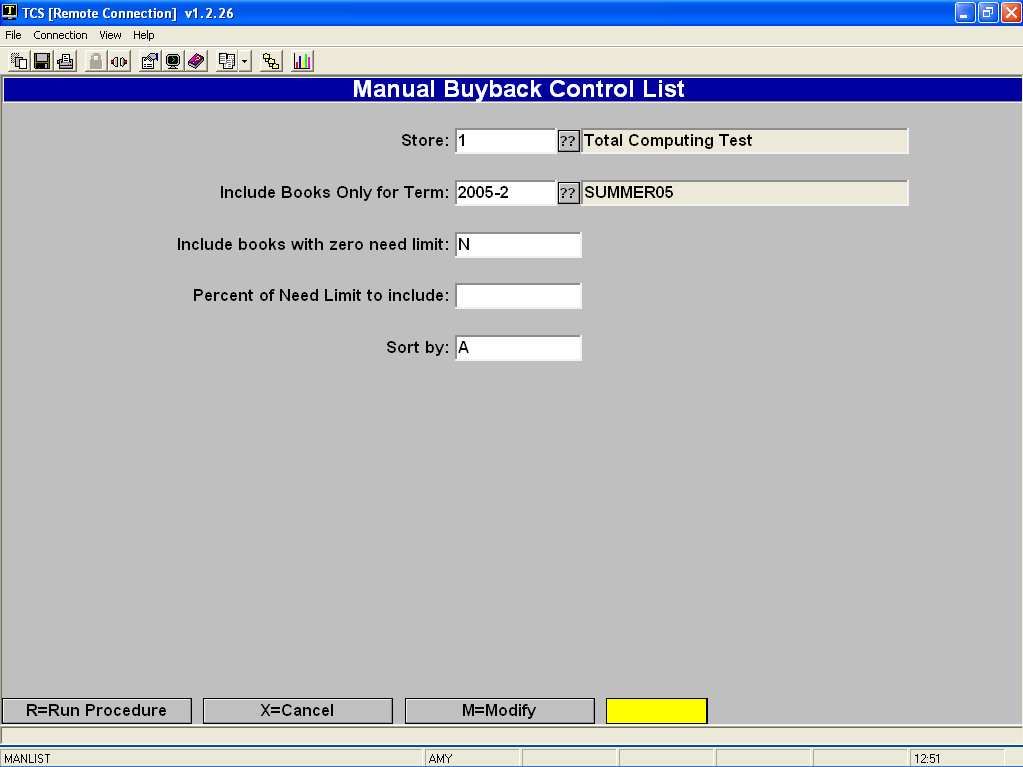 TCS [Remote Connection] v1.2.26
File Connection View Help
Manual Buyback Control List
Store: 1 ?? Total Computing Test
Include Books Only for Term: 2005-2 ?? SUMMER05
Include books with zero need limit: N
Percent of Need Limit to include:
Sort by: A
R=Run Procedure X=Cancel M=Modify
MANLIST AMY 12:51